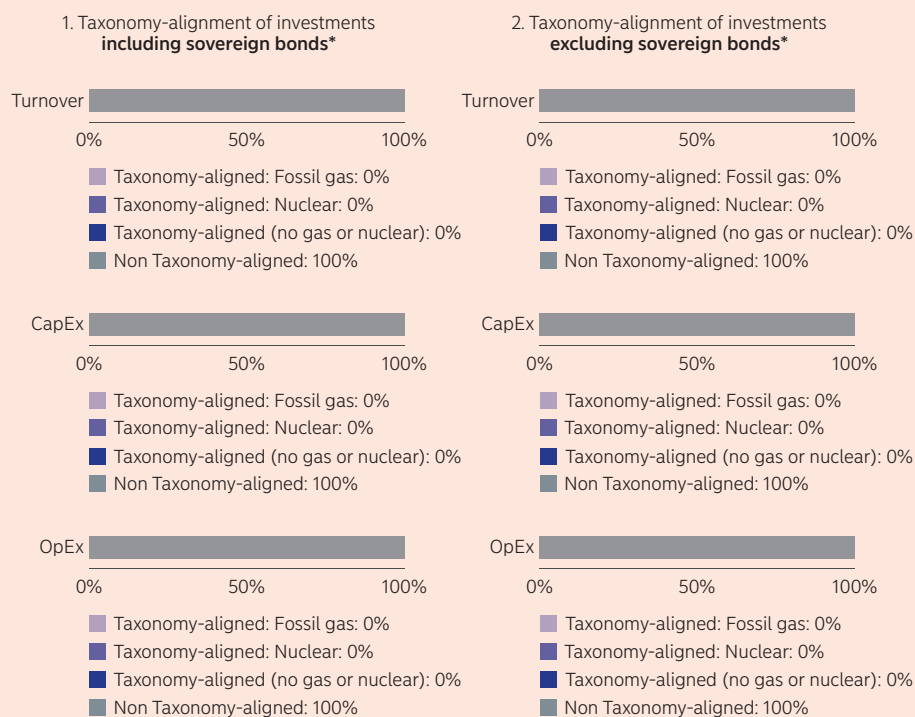 1. Taxonomy-alignment of investments
including sovereign bonds*
Turnover
0% 50% 100%
Taxonomy-aligned: Fossil gas: 0%
Taxonomy-aligned: Nuclear: 0%
Taxonomy-aligned (no gas or nuclear): 0%
Non Taxonomy-aligned: 100%
CapEx
0% 50% 100%
Taxonomy-aligned: Fossil gas: 0%
Taxonomy-aligned: Nuclear: 0%
Taxonomy-aligned (no gas or nuclear): 0%
Non Taxonomy-aligned: 100%
OpEx
0% 50% 100%
Taxonomy-aligned: Fossil gas: 0%
Taxonomy-aligned: Nuclear: 0%
Taxonomy-aligned (no gas or nuclear): 0%
Non Taxonomy-aligned: 100%
2. Taxonomy-alignment of investments
excluding sovereign bonds*
Turnover
0% 50% 100%
Taxonomy-aligned: Fossil gas: 0%
Taxonomy-aligned: Nuclear: 0%
Taxonomy-aligned (no gas or nuclear): 0%
Non Taxonomy-aligned: 100%
CapEx
0% 50% 100%
Taxonomy-aligned: Fossil gas: 0%
Taxonomy-aligned: Nuclear: 0%
Taxonomy-aligned (no gas or nuclear): 0%
Non Taxonomy-aligned: 100%
OpEx
0% 50% 100%
Taxonomy-aligned: Fossil gas: 0%
Taxonomy-aligned: Nuclear: 0%
Taxonomy-aligned (no gas or nuclear): 0%
Non Taxonomy-aligned: 100%